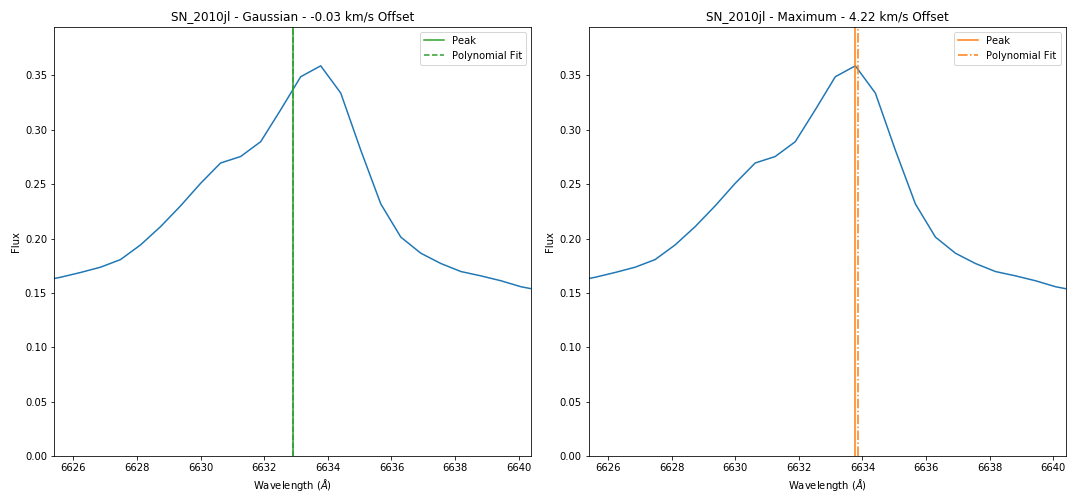 SN_2010jl - Gaussian - -0.03 km/s Offset
Peak
Polynomial Fit
0.35
0.30
0.25
0.20
0.15
0.10
0.05
0.00
Flux
6626 6628 6630 6632 6634 6636 6638 6640
Wavelength (Å)
SN_2010jl - Maximum - 4.22 km/s Offset
Peak
Polynomial Fit
0.35
0.30
0.25
0.20
0.15
0.10
0.05
0.00
Flux
6626 6628 6630 6632 6634 6636 6638 6640
Wavelength (Å)